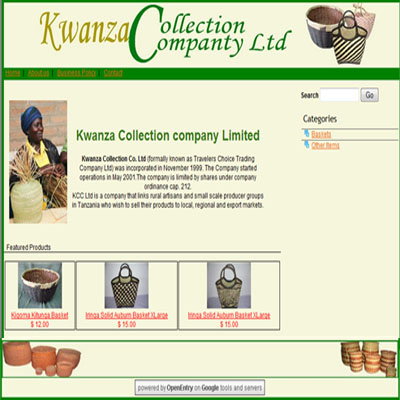 Kwanza Collection
Companty Ltd
Home | About us | Business Policy | Contact
Search Go
Kwanza Collection company Limited
Kwanza Collection Co. Ltd (formally known as Travelers Choice Trading
Company Ltd) was incorporated in November 1999. The Company started
operations in May 2001.The company is limited by shares under company
ordinance cap. 212.
KCC Ltd is a company that links rural artisans and small scale producer groups
in Tanzania who wish to sell their products to local, regional and export markets.
Categories
Baskets
Other Items
Featured Products
Kigoma Kitunga Basket
$ 12.00
Iringa Solid Auburn Basket XLarge
$ 15.00
Iringa Solid Auburn Basket XLarge
$ 15.00
powered by OpenEntry on Google tools and servers